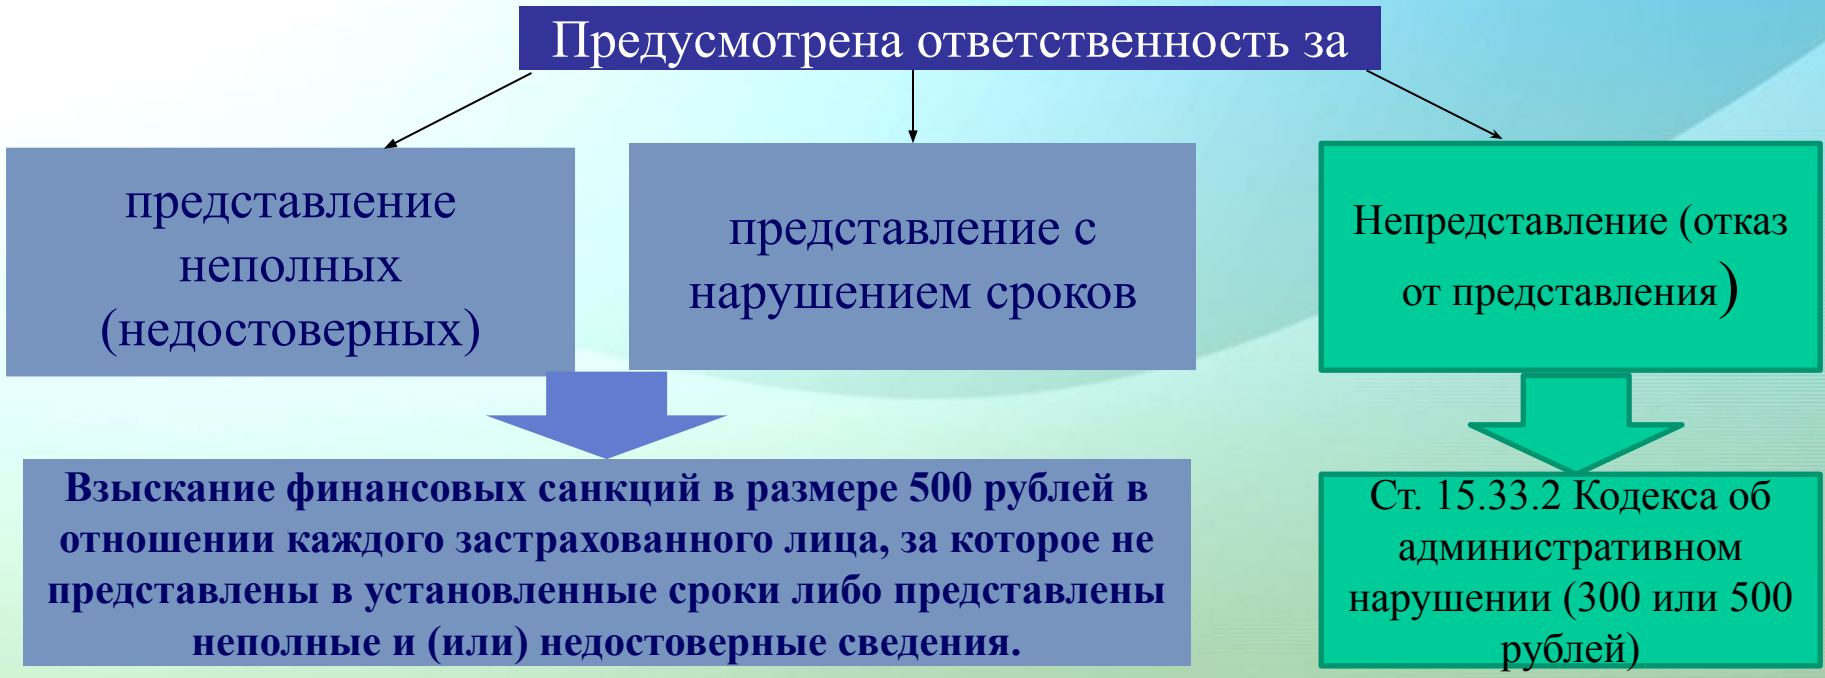 Предусмотрена ответственность за
представление
неполных
(недостоверных)
представление с
нарушением сроков
Непредставление (отказ
от представления)
Взыскание финансовых санкций в размере 500 рублей в
отношении каждого застрахованного лица, за которое не
представлены в установленные сроки либо представлены
неполные и (или) недостоверные сведения.
Ст. 15.33.2 Кодекса об
административном
нарушении (300 или 500
рублей)